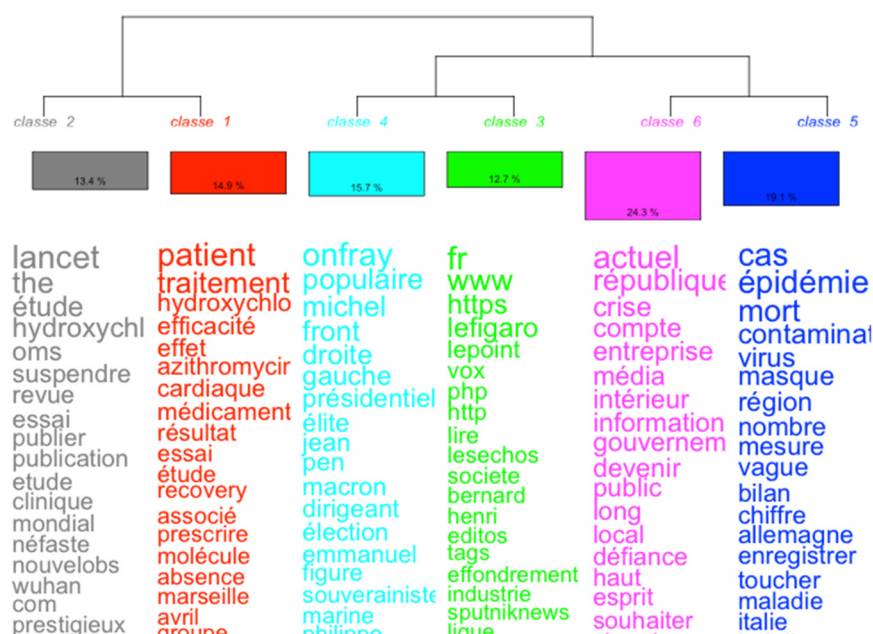 classe 2
classe 1
classe 4
classe 3
classe 6
classe 5
13.4 %
14.9 %
15.7 %
12.7 %
24.3 %
19.1 %
lancet
the
étude
hydroxychl
oms
suspendre
revue
essai
publier
publication
etude
clinique
mondial
néfaste
nouvelobs
wuhan
com
prestigieux
patient
traitement
hydroxychlo
efficacité
effet
azithromycir
cardiaque
médicament
résultat
essai
étude
recovery
associé
prescrire
molécule
absence
marseille
avril
groupe
onfray
populaire
michel
front
droite
gauche
présidentiel
élite
jean
pen
macron
dirigeant
élection
emmanuel
figure
souverainiste
marine
philippe
fr
www
https
lefigaro
lepoint
vox
php
http
lire
lesechos
societe
bernard
henri
editos
tags
effondrement
industrie
sputniknews
ligue
actuel
république
crise
compte
entreprise
média
intérieur
information
gouvernem
devenir
public
long
local
défiance
haut
esprit
souhaiter
cas
épidémie
mort
contaminat
virus
masque
région
nombre
mesure
vague
bilan
chiffre
allemagne
enregistrer
toucher
maladie
italie